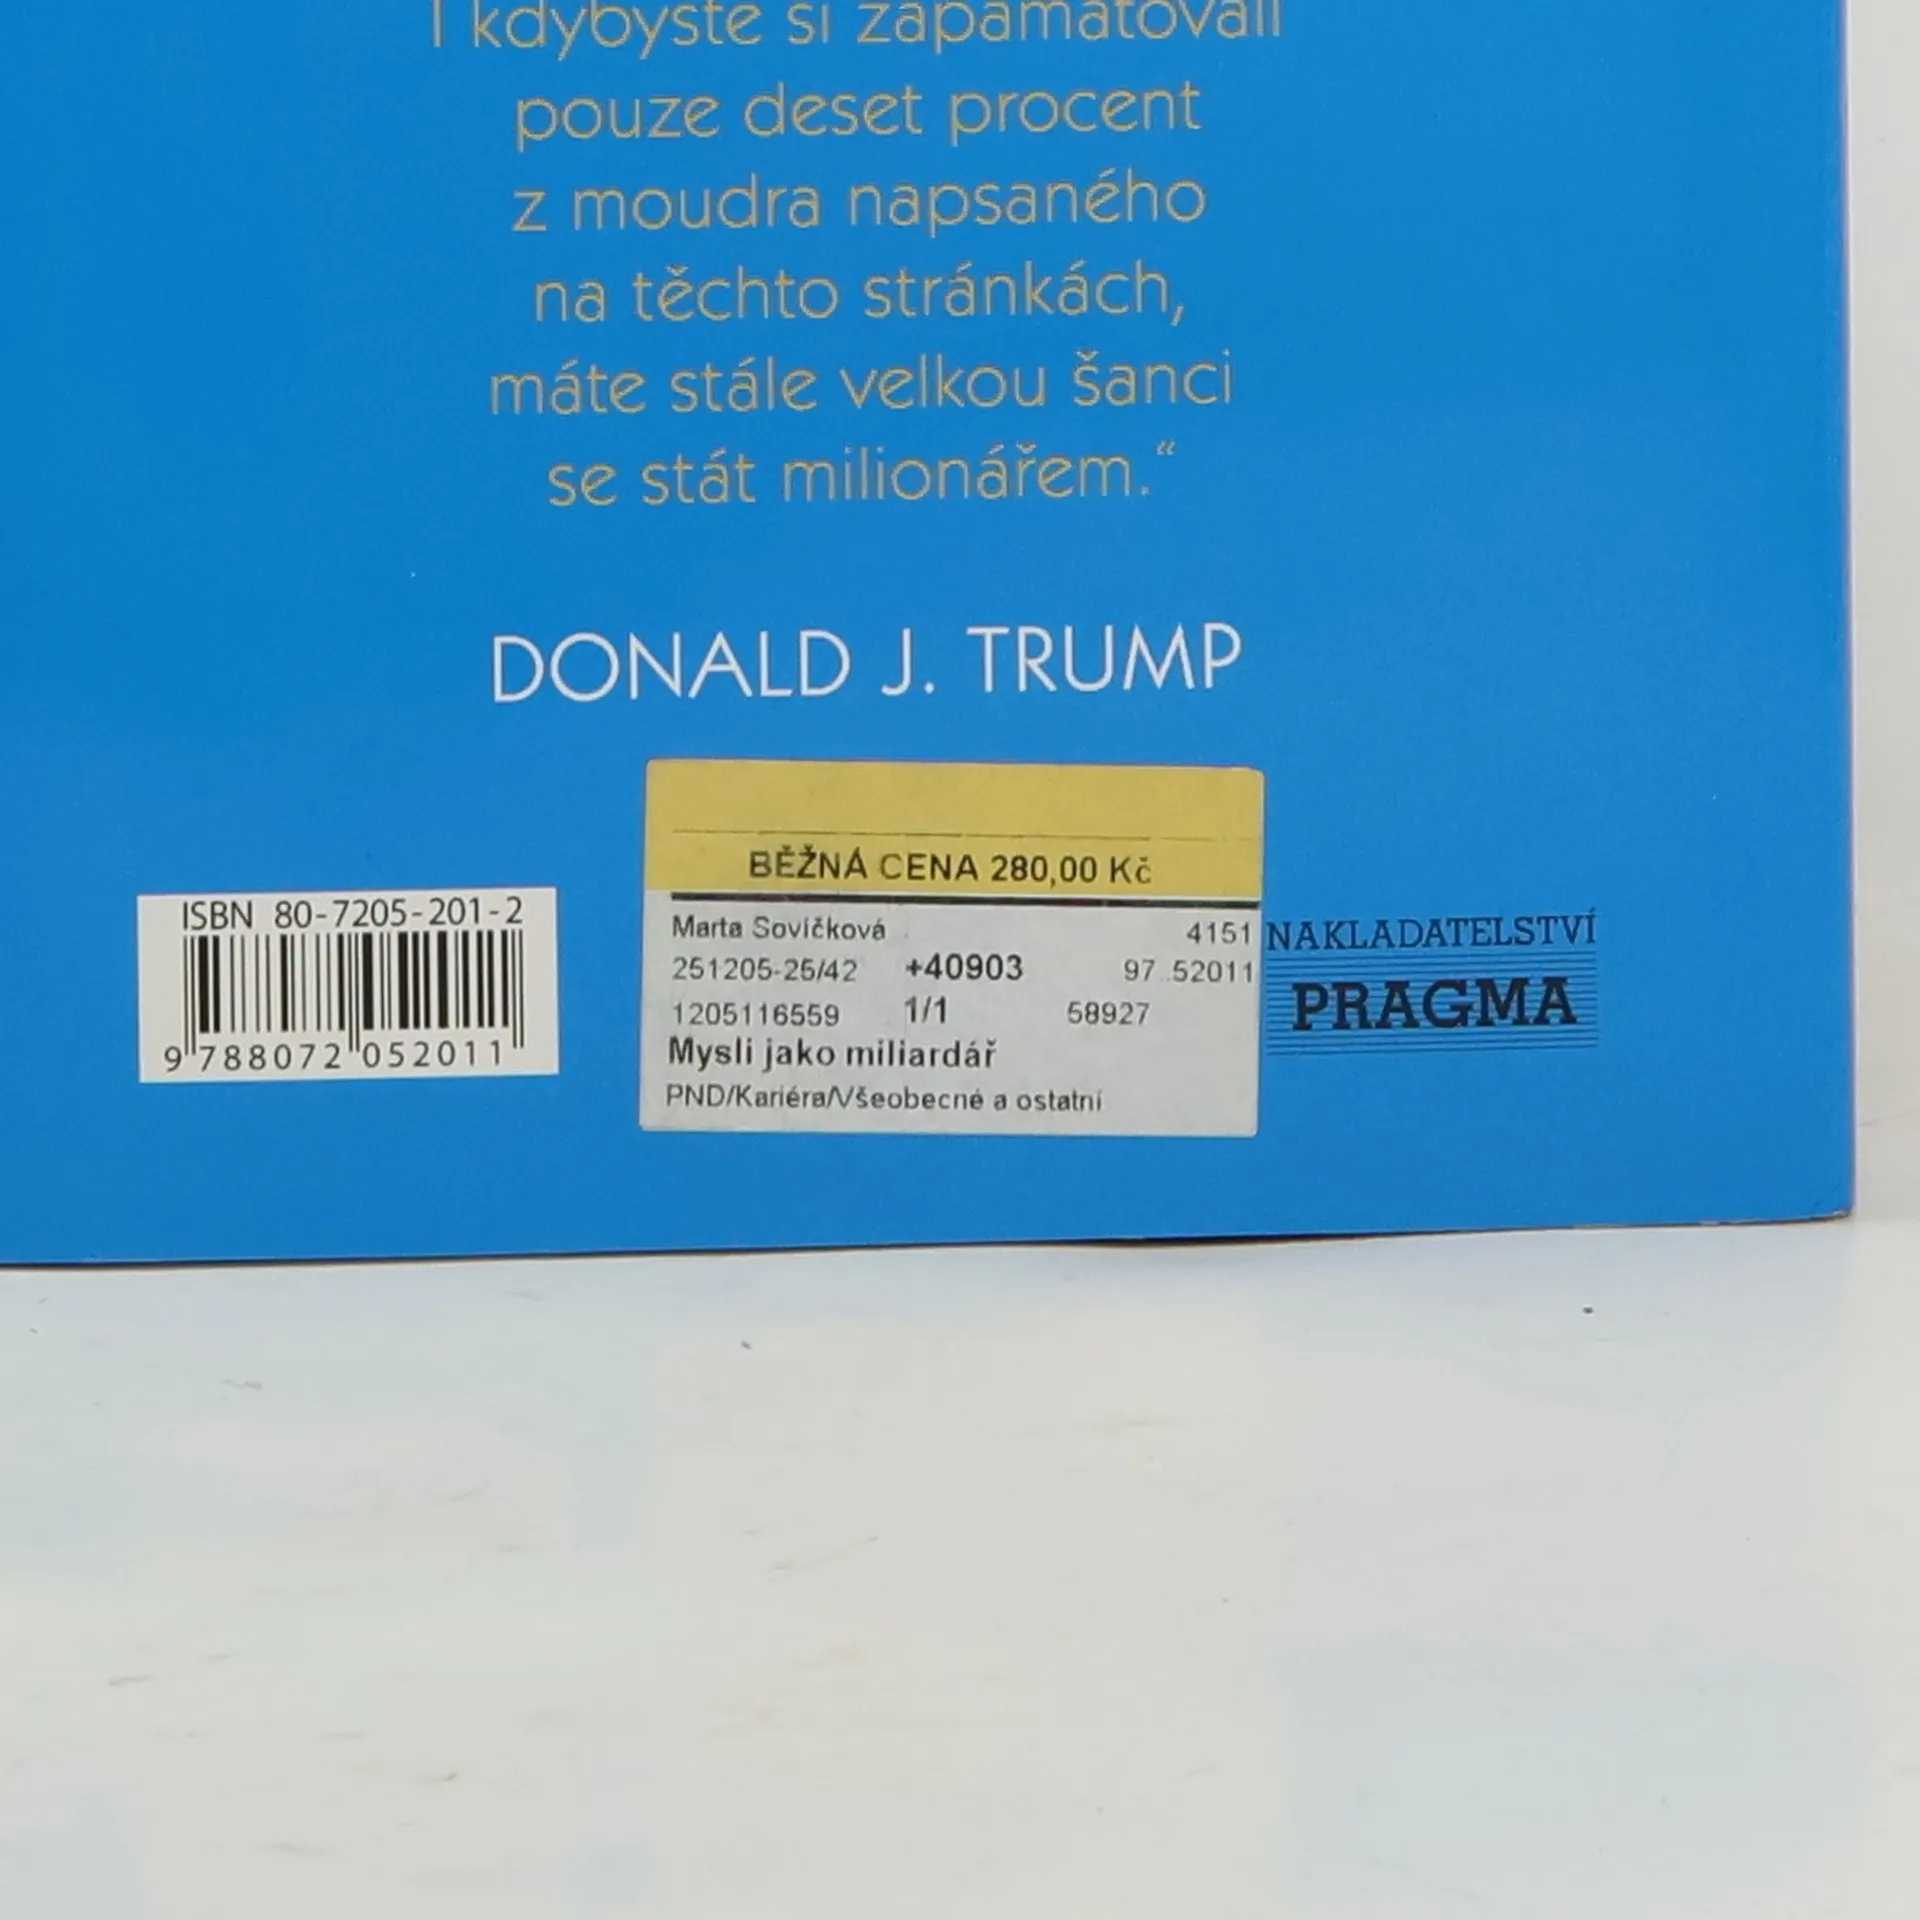 I kdybyste si zapamatovali
pouze deset procent
z moudra napsaného
na těchto stránkách,
máte stále velkou šanci
se stát milionářem.“
DONALD J. TRUMP
BĚŽNÁ CENA 280,00 Kč
Marta Sovíčková 4151
251205-25/42 +40903 97 52011
1205116559 1/1 58927
Mysli jako miliardář
PND/Kariéra/Všeobecné a ostatní
ISBN 80-7205-201-2
9 788072 052011
NAKLADATELSTVÍ
PRAGMA